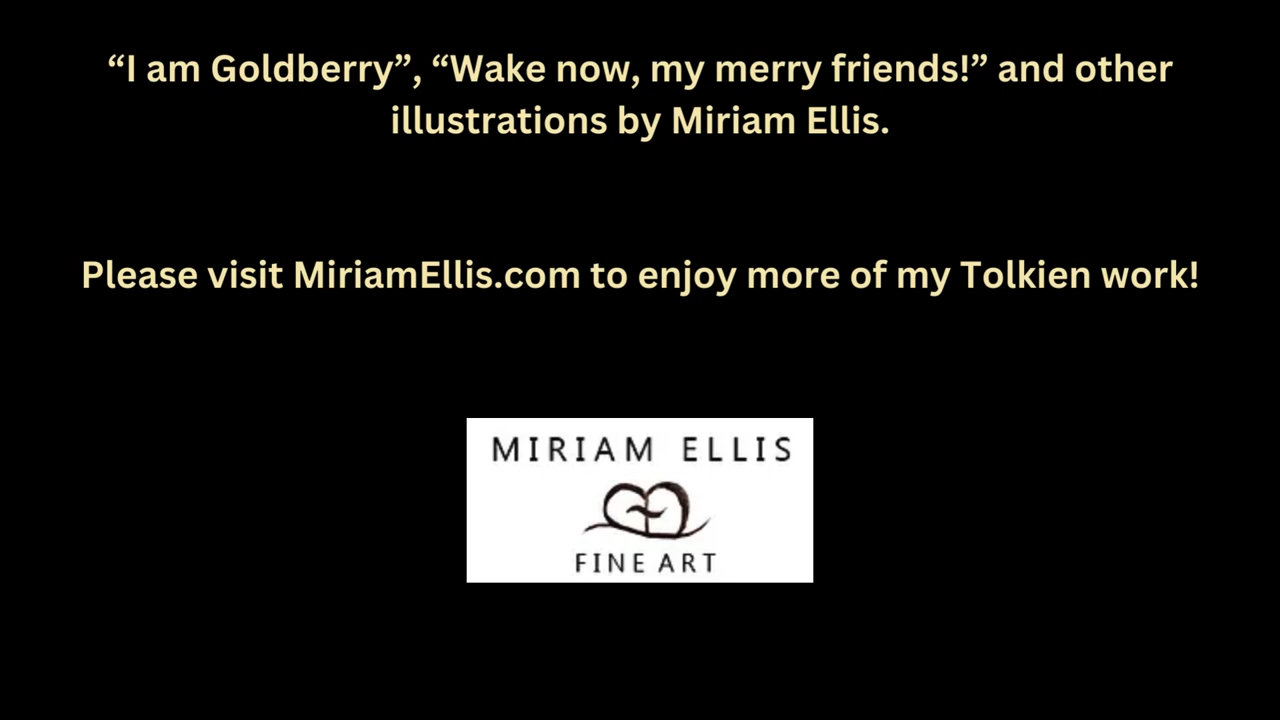 “I am Goldberry”, “Wake now, my merry friends!” and other
illustrations by Miriam Ellis.
Please visit MiriamEllis.com to enjoy more of my Tolkien work!
MIRIAM ELLIS
FINE ART